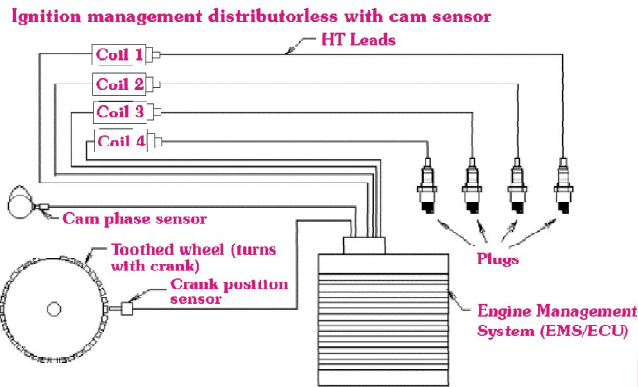 Ignition management distributorless with cam sensor
HT Leads
Coil 1
Coil 2
Coil 3
Coil 4
Cam phase sensor
Toothed wheel (turns
with crank)
Crank position
sensor
Plugs
Engine Management
System (EMS/ECU)